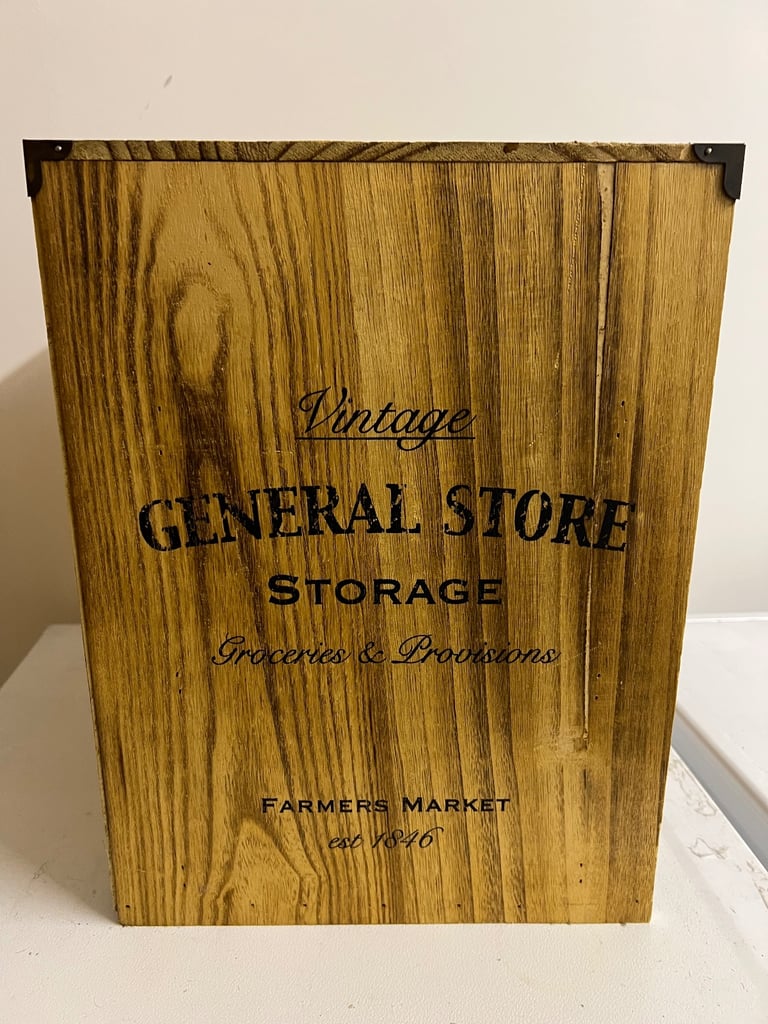 Vintage
GENERAL STORE
STORAGE
Groceries & Provisions
FARMERS MARKET
est 1846